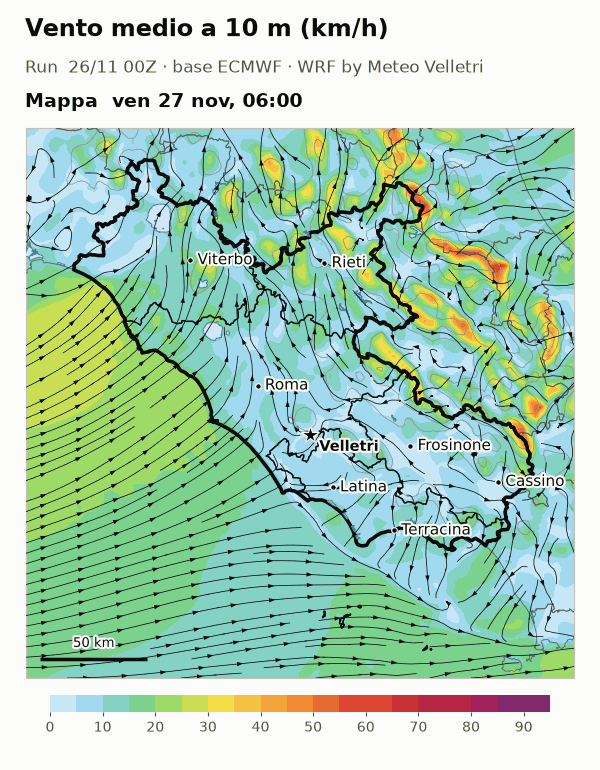 Vento medio a 10 m (km/h)
Run  26/11 00Z · base ECMWF · WRF by Meteo Velletri
Mappa  ven 27 nov, 06:00
Viterbo
Rieti
Roma
Velletri
Frosinone
Cassino
Latina
Terracina
50 km
0 10 20 30 40 50 60 70 80 90